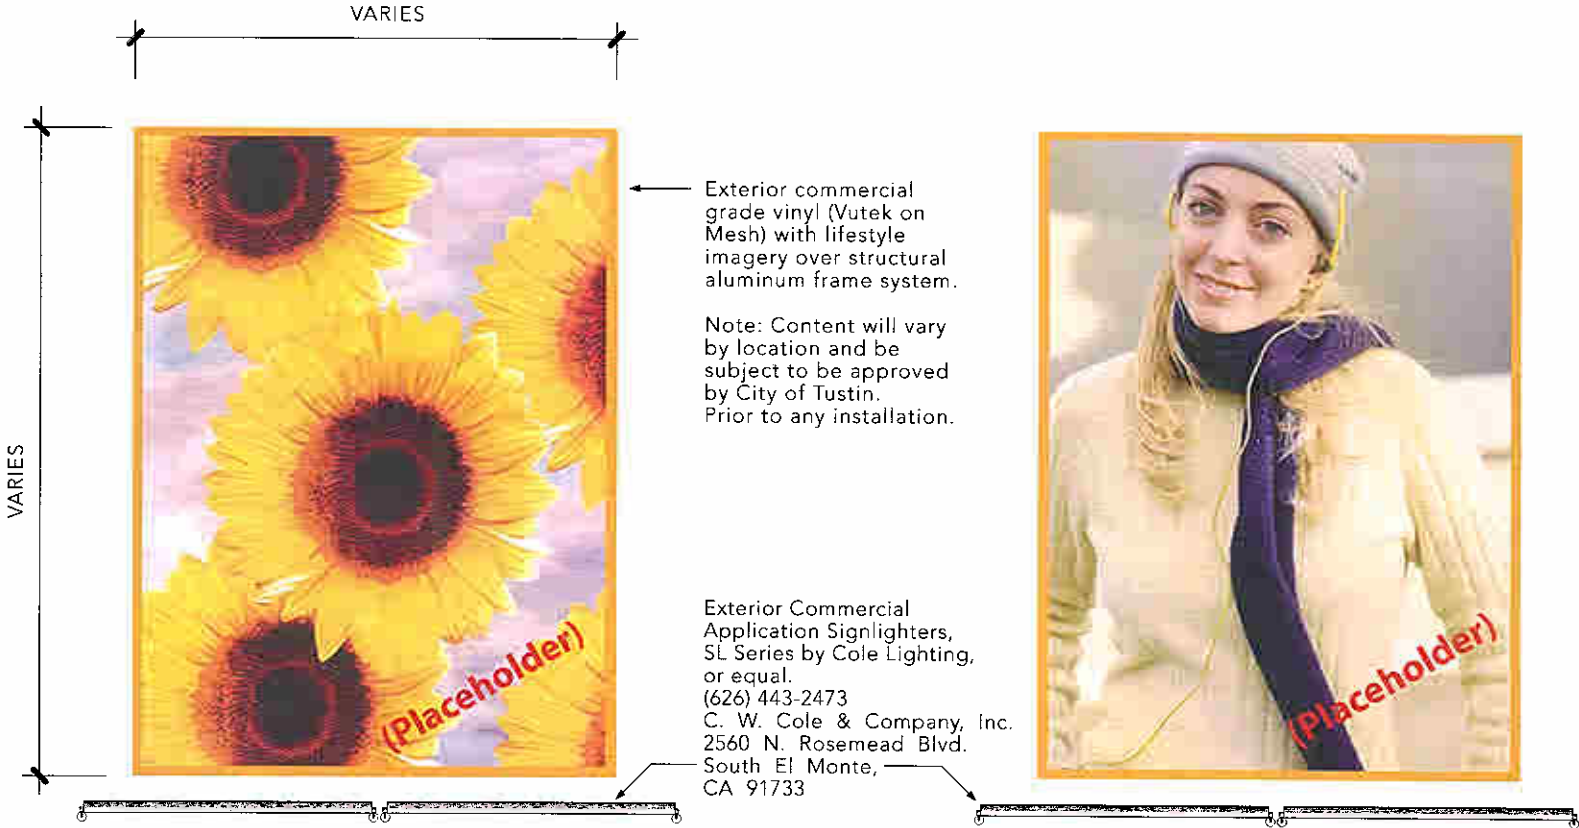 VARIES
VARIES
Exterior commercial
grade vinyl (Vutek on
Mesh) with lifestyle
imagery over structural
aluminum frame system.
Note: Content will vary
by location and be
subject to be approved
by City of Tustin.
Prior to any installation.
Exterior Commercial
Application Signlighters,
SL Series by Cole Lighting,
or equal.
(626) 443-2473
C. W. Cole & Company, Inc.
2560 N. Rosemead Blvd.
South El Monte,
CA 91733
(Placeholder)
(Placeholder)